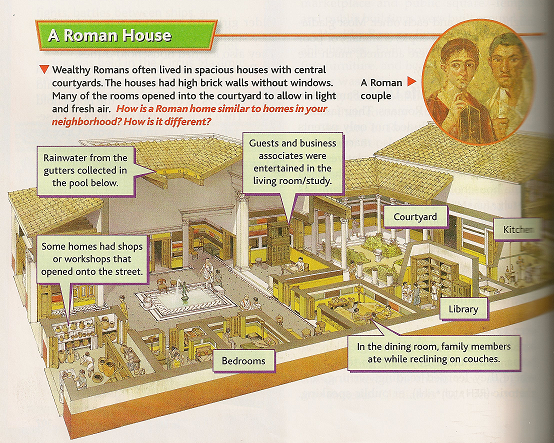 A Roman House
Wealthy Romans often lived in spacious houses with central
courtyards. The houses had high brick walls without windows.
Many of the rooms opened into the courtyard to allow in light
and fresh air. How is a Roman home similar to homes in your
neighborhood? How is it different?
A Roman
couple
Guests and business
associates were
entertained in the
living room/study.
Rainwater from the
gutters collected in
the pool below.
Courtyard
Kitchen
Some homes had shops
or workshops that
opened onto the street.
Library
In the dining room, family members
ate while reclining on couches.
Bedrooms